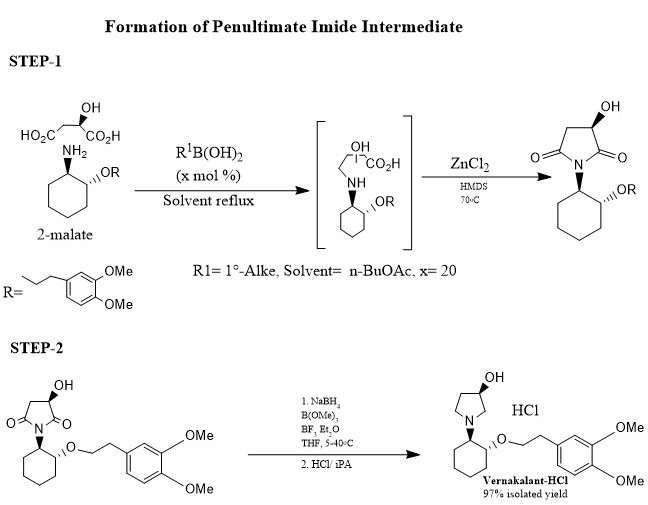 Formation of Penultimate Imide Intermediate
STEP-1
OH
HO₂C
CO₂H
NH₂
OR
2-malate
R¹B(OH)₂
(x mol %)
Solvent reflux
OH
CO₂H
NH
OR
ZnCl₂
HMDS
70°C
OH
O
O
N
OR
R=
OMe
OMe
R1= 1°-Alke, Solvent= n-BuOAc, x= 20
STEP-2
OH
O
O
N
O
OMe
OMe
1. NaBH₄
B(OMe)₃
BF₃ Et₂O
THF, 5-40°C
2. HCl/ iPA
OH
HCl
N
O
OMe
OMe
Vernakalant-HCl
97% isolated yield